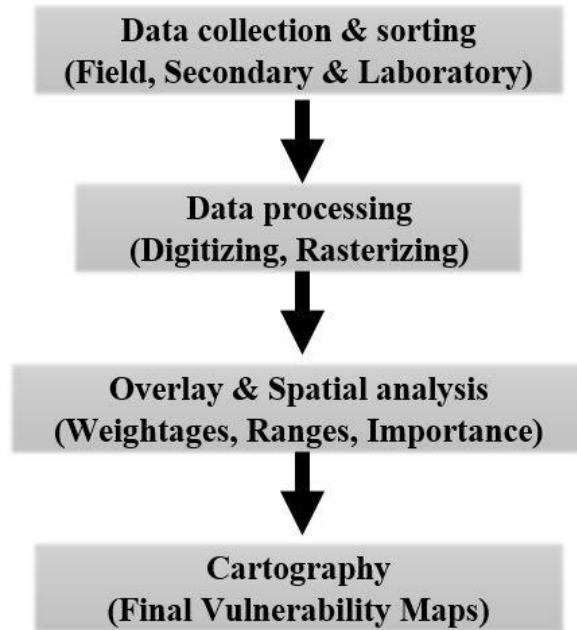 Data collection & sorting
(Field, Secondary & Laboratory)
Data processing
(Digitizing, Rasterizing)
Overlay & Spatial analysis
(Weightages, Ranges, Importance)
Cartography
(Final Vulnerability Maps)